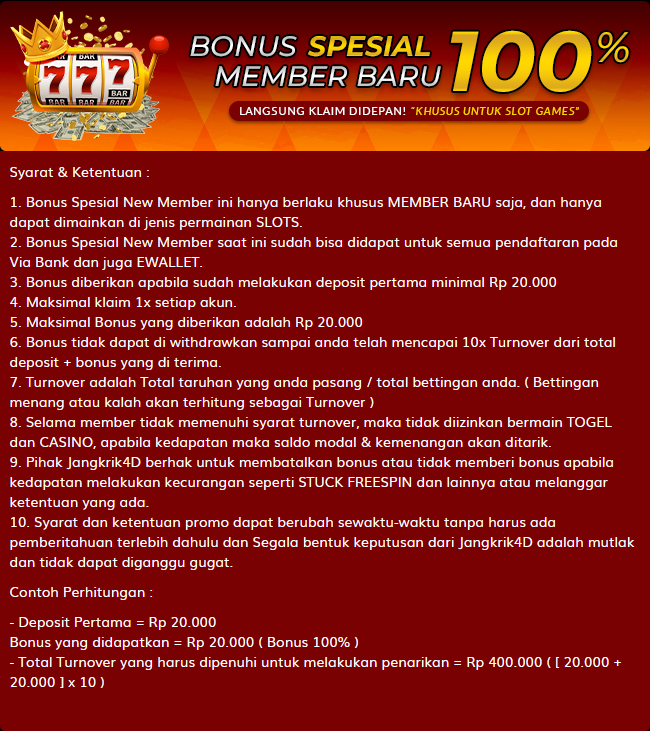 BONUS SPESIAL
MEMBER BARU 100%
LANGSUNG KLAIM DIDEPAN! "KHUSUS UNTUK SLOT GAMES"
7 7 7
BAR BAR BAR
BAR BAR BAR
Syarat & Ketentuan :
1. Bonus Spesial New Member ini hanya berlaku khusus MEMBER BARU saja, dan hanya
dapat dimainkan di jenis permainan SLOTS.
2. Bonus Spesial New Member saat ini sudah bisa didapat untuk semua pendaftaran pada
Via Bank dan juga EWALLET.
3. Bonus diberikan apabila sudah melakukan deposit pertama minimal Rp 20.000
4. Maksimal klaim 1x setiap akun.
5. Maksimal Bonus yang diberikan adalah Rp 20.000
6. Bonus tidak dapat di withdrawkan sampai anda telah mencapai 10x Turnover dari total
deposit + bonus yang di terima.
7. Turnover adalah Total taruhan yang anda pasang / total bettingan anda. ( Bettingan
menang atau kalah akan terhitung sebagai Turnover )
8. Selama member tidak memenuhi syarat turnover, maka tidak diizinkan bermain TOGEL
dan CASINO, apabila kedapatan maka saldo modal & kemenangan akan ditarik.
9. Pihak Jangkrik4D berhak untuk membatalkan bonus atau tidak memberi bonus apabila
kedapatan melakukan kecurangan seperti STUCK FREESPIN dan lainnya atau melanggar
ketentuan yang ada.
10. Syarat dan ketentuan promo dapat berubah sewaktu-waktu tanpa harus ada
pemberitahuan terlebih dahulu dan Segala bentuk keputusan dari Jangkrik4D adalah mutlak
dan tidak dapat diganggu gugat.
Contoh Perhitungan :
- Deposit Pertama = Rp 20.000
Bonus yang didapatkan = Rp 20.000 ( Bonus 100% )
- Total Turnover yang harus dipenuhi untuk melakukan penarikan = Rp 400.000 ( [ 20.000 +
20.000 ] x 10 )